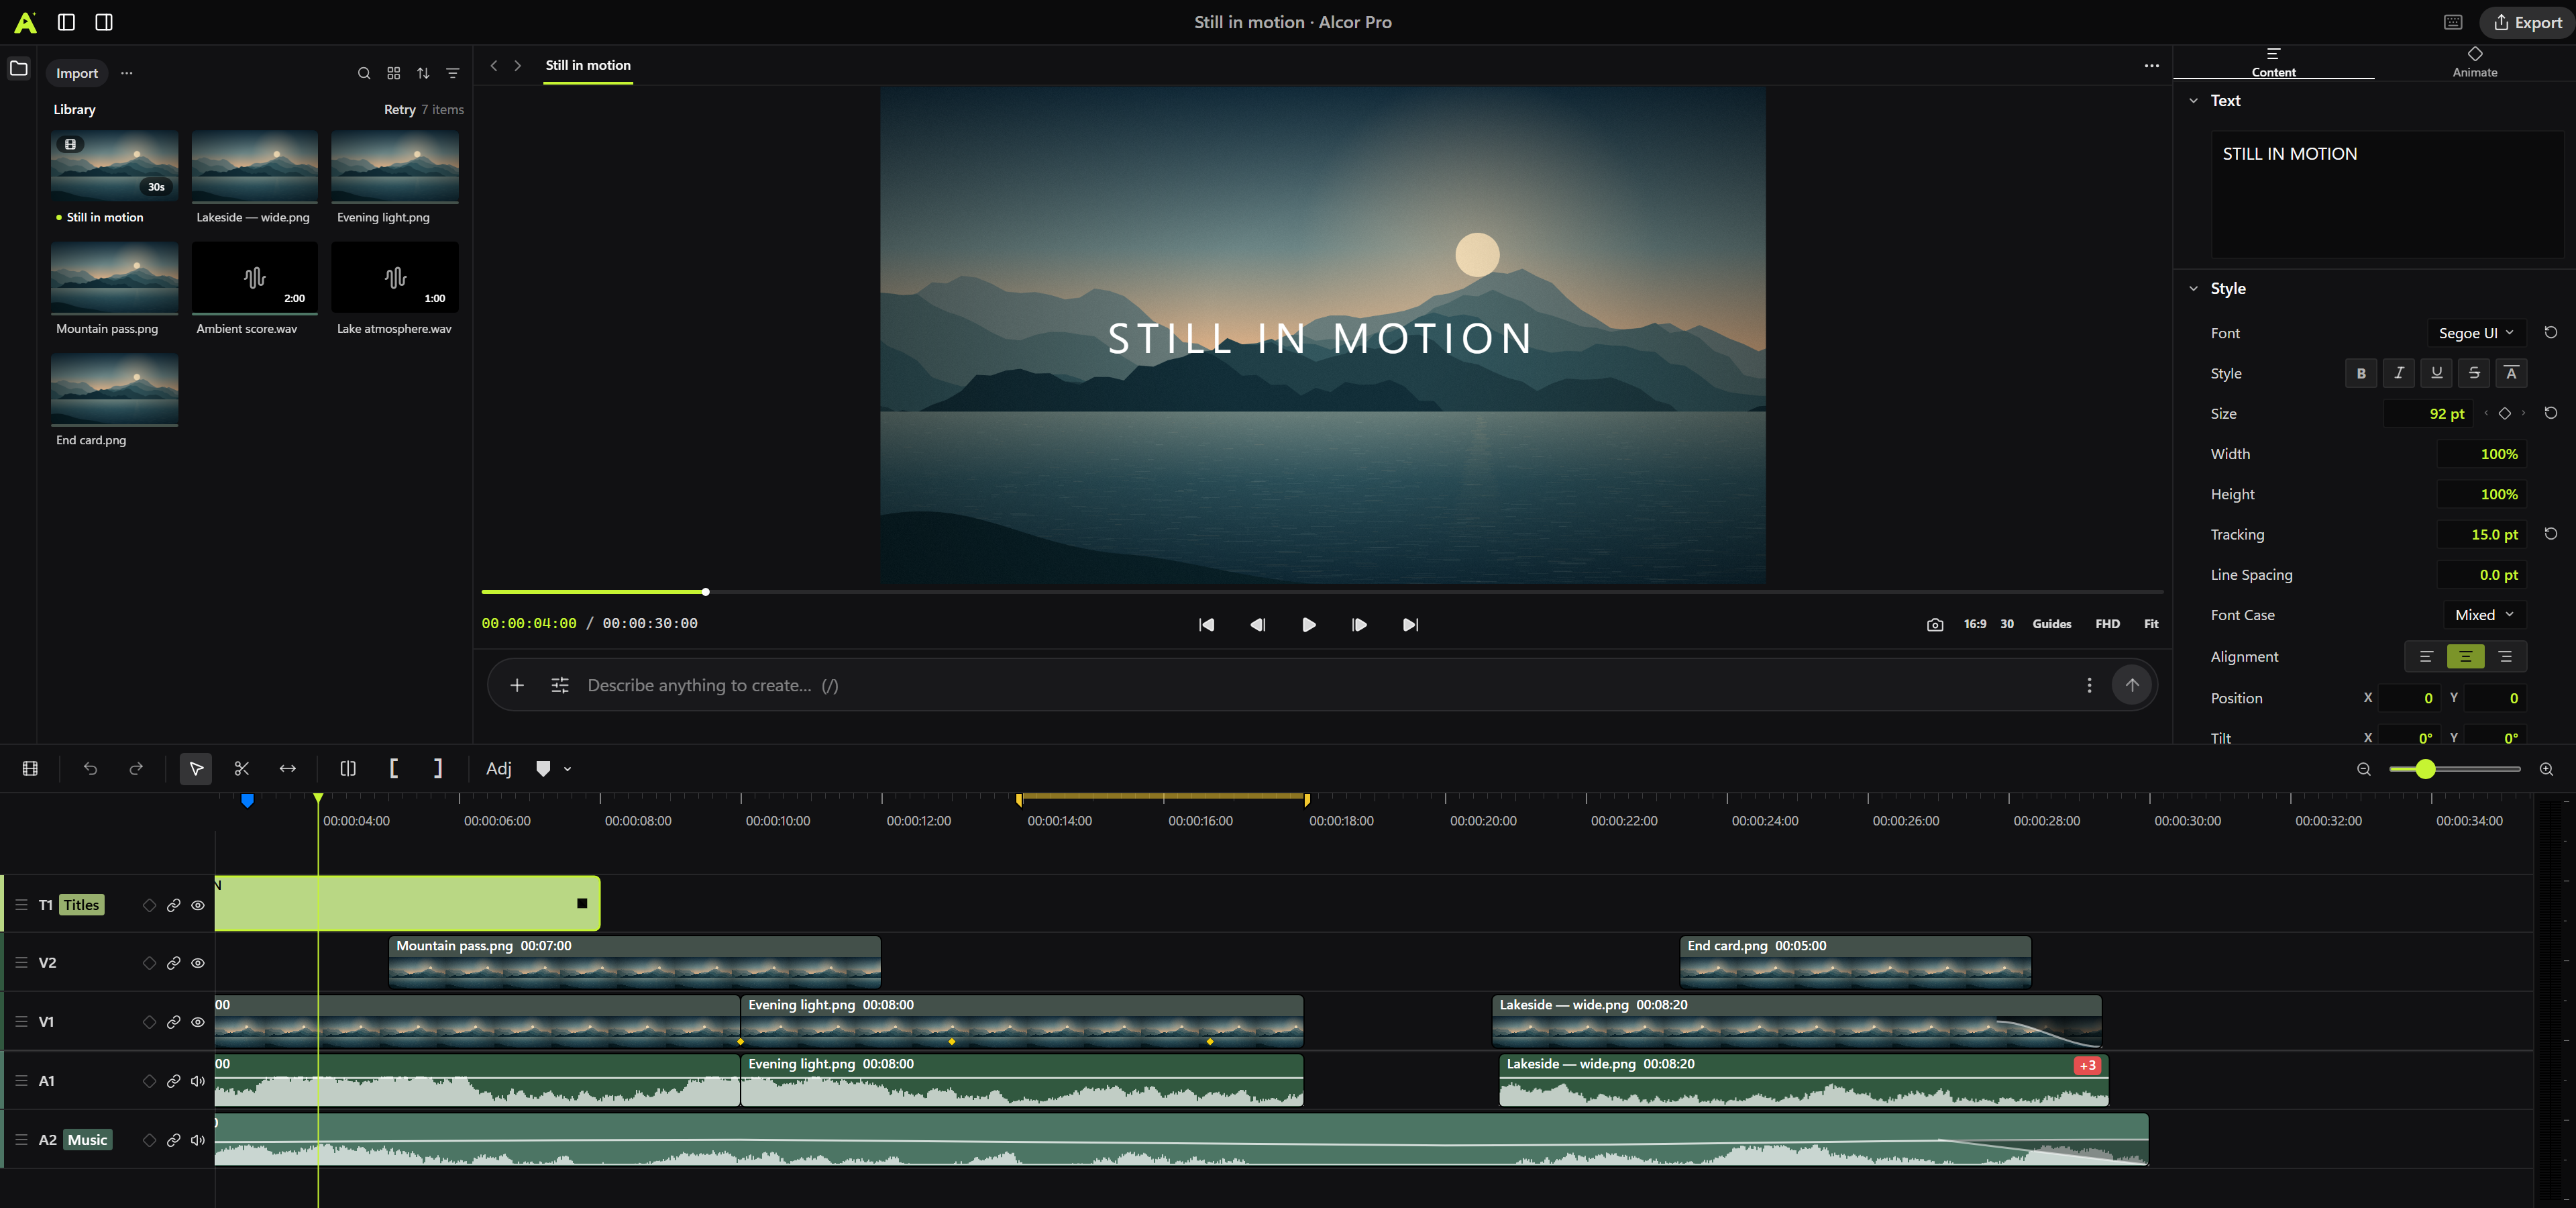 Still in motion · Alcor Pro
Export
Import
Library
Retry 7 items
30s
Still in motion
Lakeside — wide.png
Evening light.png
Mountain pass.png
2:00
Ambient score.wav
1:00
Lake atmosphere.wav
End card.png
Still in motion
STILL IN MOTION
00:00:04:00 / 00:00:30:00
16:9 30 Guides FHD Fit
Describe anything to create... (/)
Content
Animate
Text
STILL IN MOTION
Style
Font Segoe UI
Style B I U S A
Size 92 pt
Width 100%
Height 100%
Tracking 15.0 pt
Line Spacing 0.0 pt
Font Case Mixed
Alignment
Position X 0 Y 0
Tilt X 0° Y 0°
Adj
00:00:04:00 00:00:06:00 00:00:08:00 00:00:10:00 00:00:12:00 00:00:14:00 00:00:16:00 00:00:18:00 00:00:20:00 00:00:22:00 00:00:24:00 00:00:26:00 00:00:28:00 00:00:30:00 00:00:32:00 00:00:34:00
T1 Titles
V2
Mountain pass.png 00:07:00
End card.png 00:05:00
V1
00
Evening light.png 00:08:00
Lakeside — wide.png 00:08:20
A1
00
Evening light.png 00:08:00
Lakeside — wide.png 00:08:20
+3
A2 Music